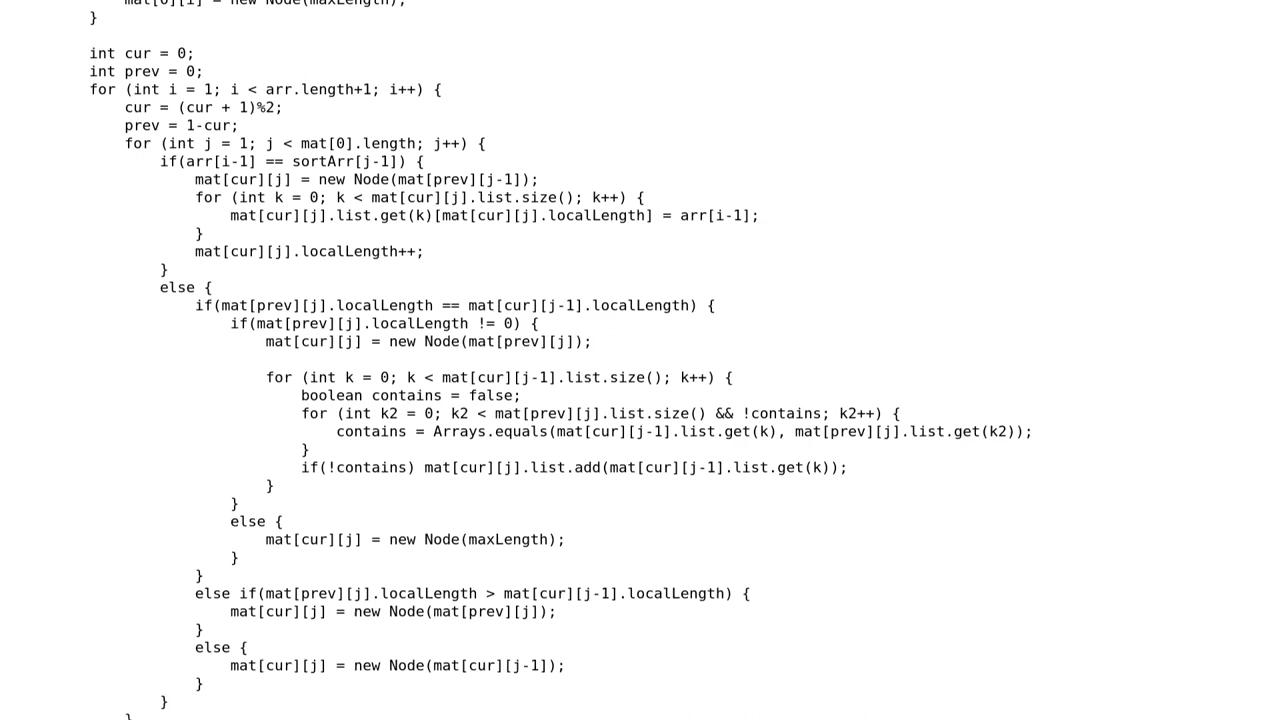 mat[0][i] = new Node(maxLength);
}
int cur = 0;
int prev = 0;
for (int i = 1; i < arr.length+1; i++) {
cur = (cur + 1)%2;
prev = 1-cur;
for (int j = 1; j < mat[0].length; j++) {
if(arr[i-1] == sortArr[j-1]) {
mat[cur][j] = new Node(mat[prev][j-1]);
for (int k = 0; k < mat[cur][j].list.size(); k++) {
mat[cur][j].list.get(k)[mat[cur][j].localLength] = arr[i-1];
}
mat[cur][j].localLength++;
}
else {
if(mat[prev][j].localLength == mat[cur][j-1].localLength) {
if(mat[prev][j].localLength != 0) {
mat[cur][j] = new Node(mat[prev][j]);
for (int k = 0; k < mat[cur][j-1].list.size(); k++) {
boolean contains = false;
for (int k2 = 0; k2 < mat[prev][j].list.size() && !contains; k2++) {
contains = Arrays.equals(mat[cur][j-1].list.get(k), mat[prev][j].list.get(k2));
}
if(!contains) mat[cur][j].list.add(mat[cur][j-1].list.get(k));
}
}
else {
mat[cur][j] = new Node(maxLength);
}
}
else if(mat[prev][j].localLength > mat[cur][j-1].localLength) {
mat[cur][j] = new Node(mat[prev][j]);
}
else {
mat[cur][j] = new Node(mat[cur][j-1]);
}
}
}